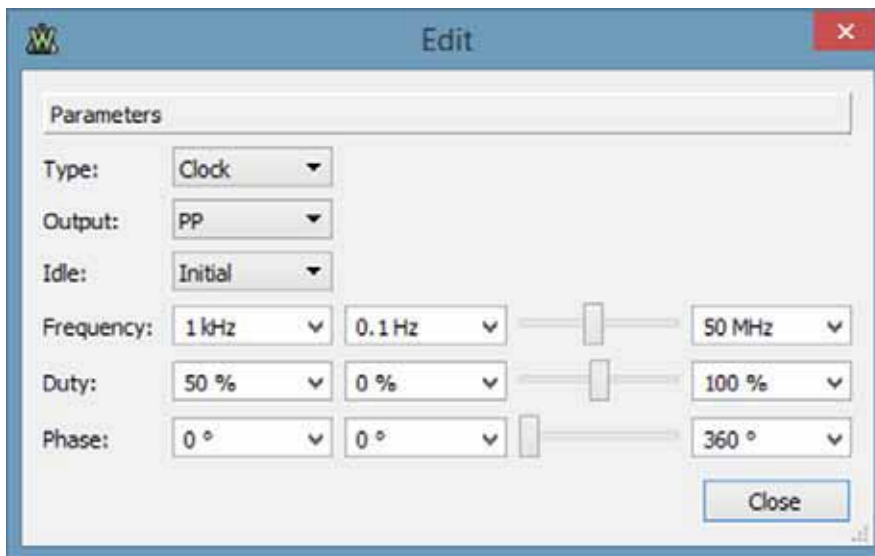 Edit
Parameters
Type: Clock
Output: PP
Idle: Initial
Frequency: 1 kHz 0.1 Hz 50 MHz
Duty: 50 % 0 % 100 %
Phase: 0 ° 0 ° 360 °
Close